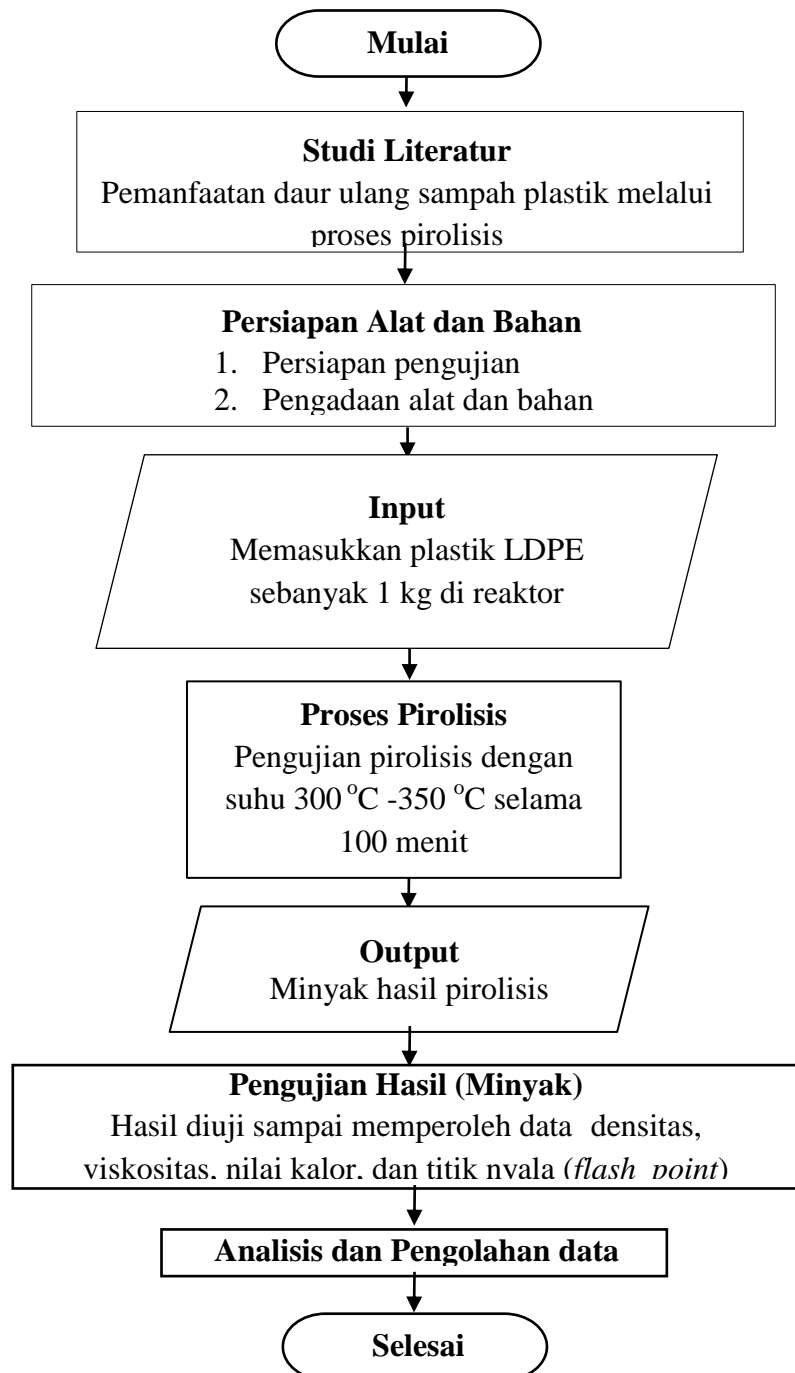 Mulai
Studi Literatur
Pemanfaatan daur ulang sampah plastik melalui
proses pirolisis
Persiapan Alat dan Bahan
1. Persiapan pengujian
2. Pengadaan alat dan bahan
Input
Memasukkan plastik LDPE
sebanyak 1 kg di reaktor
Proses Pirolisis
Pengujian pirolisis dengan
suhu 300 °C -350 °C selama
100 menit
Output
Minyak hasil pirolisis
Pengujian Hasil (Minyak)
Hasil diuji sampai memperoleh data densitas,
viskositas, nilai kalor, dan titik nyala (flash point)
Analisis dan Pengolahan data
Selesai